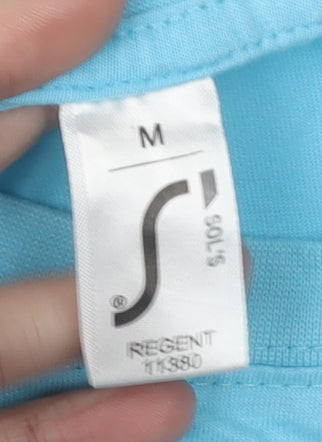 M
SOL'S
®
REGENT
11380